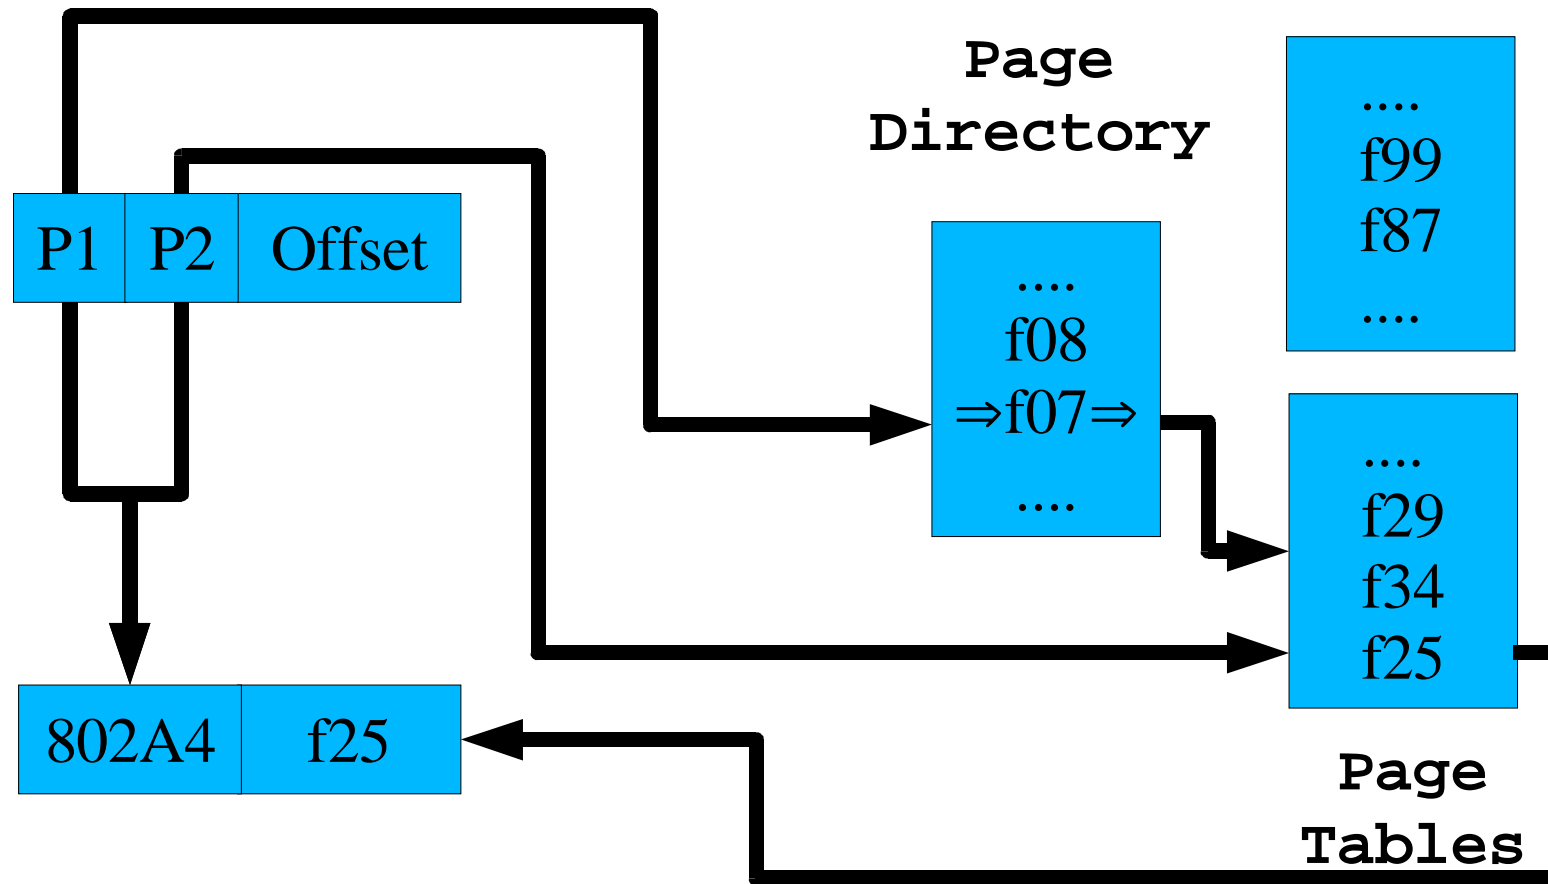 Page
Directory
....
f99
f87
....
P1 P2 Offset
....
f08
⇒f07⇒
....
....
f29
f34
f25
802A4 f25
Page
Tables